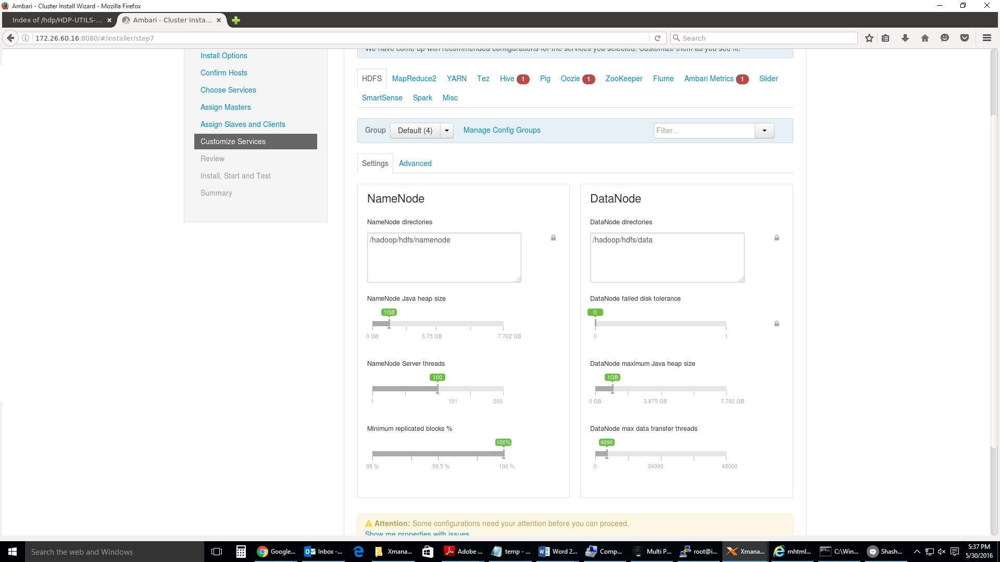 Ambari - Cluster Install Wizard - Mozilla Firefox
Index of /hdp/HDP-UTILS-...
Ambari - Cluster Insta...
172.26.60.16:8080/#/installer/step7
Search
Install Options
Confirm Hosts
Choose Services
Assign Masters
Assign Slaves and Clients
Customize Services
Review
Install, Start and Test
Summary
We have come up with recommended configurations for the services you selected. Customize them as you see fit.
HDFS MapReduce2 YARN Tez Hive 1 Pig Oozie 1 ZooKeeper Flume Ambari Metrics 1 Slider
SmartSense Spark Misc
Group Default (4) Manage Config Groups Filter...
Settings Advanced
NameNode
NameNode directories
/hadoop/hdfs/namenode
NameNode Java heap size
1GB
0 GB 3.75 GB 7.702 GB
NameNode Server threads
100
1 101 200
Minimum replicated blocks %
100%
99 % 99.5 % 100 %
DataNode
DataNode directories
/hadoop/hdfs/data
DataNode failed disk tolerance
0
0 1
DataNode maximum Java heap size
1GB
0 GB 3.875 GB 7.702 GB
DataNode max data transfer threads
4096
0 24000 48000
Attention: Some configurations need your attention before you can proceed.
Show me properties with issues
Search the web and Windows
Google...
Inbox -...
Xmana...
Adobe ...
temp - ...
Word 2...
Comp...
Multi P...
root@i...
Xmana...
mhtml...
C:\Win...
Shash...
5:37 PM
5/30/2016